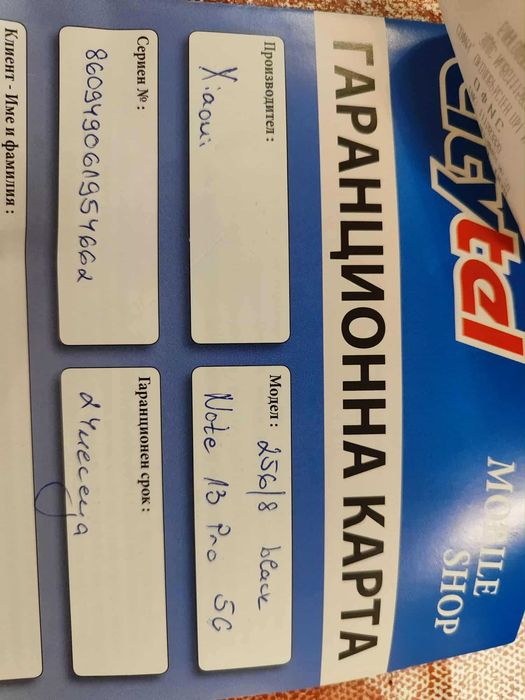 Citytel
MOBILE
SHOP
ГАРАНЦИОННА КАРТА
Производител :
Xiaomi
Модел : 256/8 black
Note 13 Pro 5G
Сериен № :
860949061954662
Гаранционен срок :
24 месеца
Клиент - Име и фамилия :